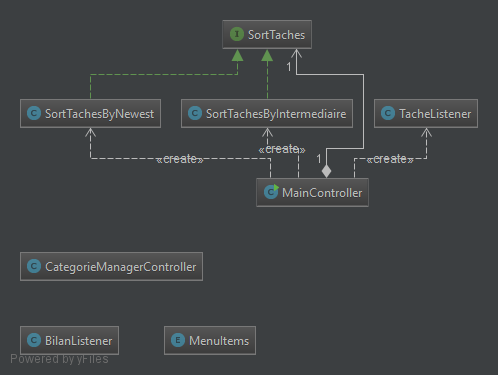 I SortTaches
1
C SortTachesByNewest
C SortTachesByIntermediaire
C TacheListener
«create»
«create»
1
«create»
C MainController
C CategorieManagerController
C BilanListener
E MenuItems
Powered by yFiles